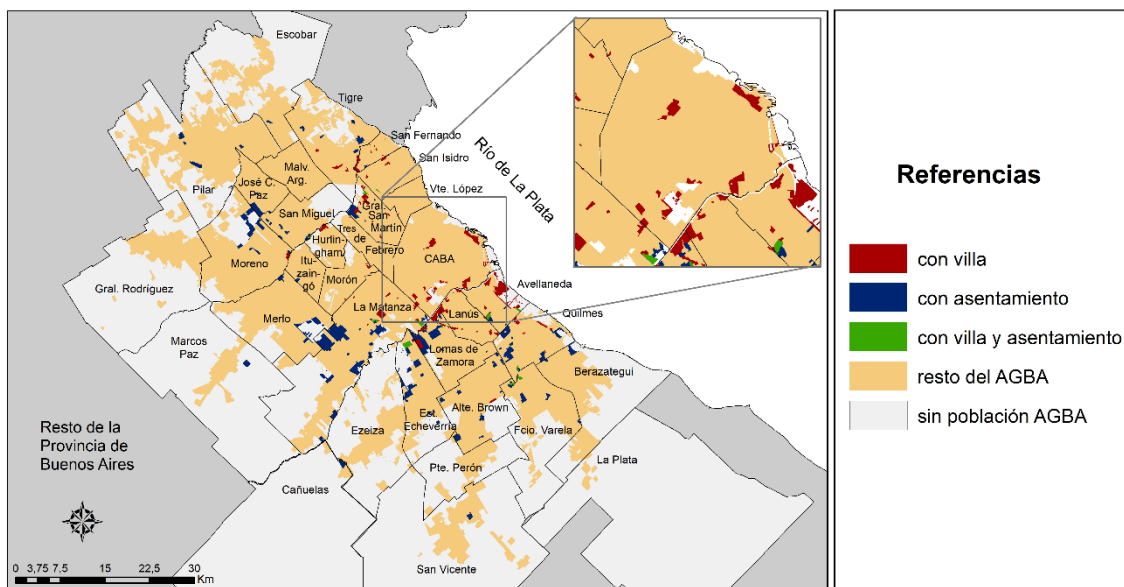 Escobar
Tigre
San Fernando
San Isidro
Río de La Plata
Vte. López
Malv.
Arg.
José C.
Paz
Pilar
San Miguel
Gral.
San
Martín
Tres
de
Febrero
Hurlin-
gham
Itu-
zain-
gó
Morón
Moreno
CABA
Gral. Rodríguez
Avellaneda
La Matanza
Lanús
Quilmes
Merlo
Marcos
Paz
Lomas de
Zamora
Berazategui
Alte. Brown
Est.
Echeverría
Ezeiza
Fcio. Varela
Resto de la
Provincia de
Buenos Aires
La Plata
Pte. Perón
Cañuelas
San Vicente
0 3,75 7,5 15 22,5 30
Km
Referencias
con villa
con asentamiento
con villa y asentamiento
resto del AGBA
sin población AGBA